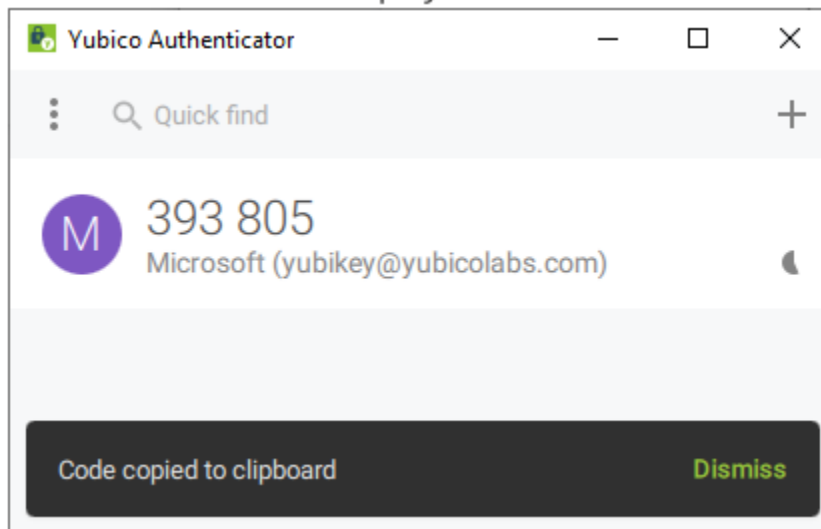 Yubico Authenticator
Quick find
M
393 805
Microsoft (yubikey@yubicolabs.com)
Code copied to clipboard
Dismiss